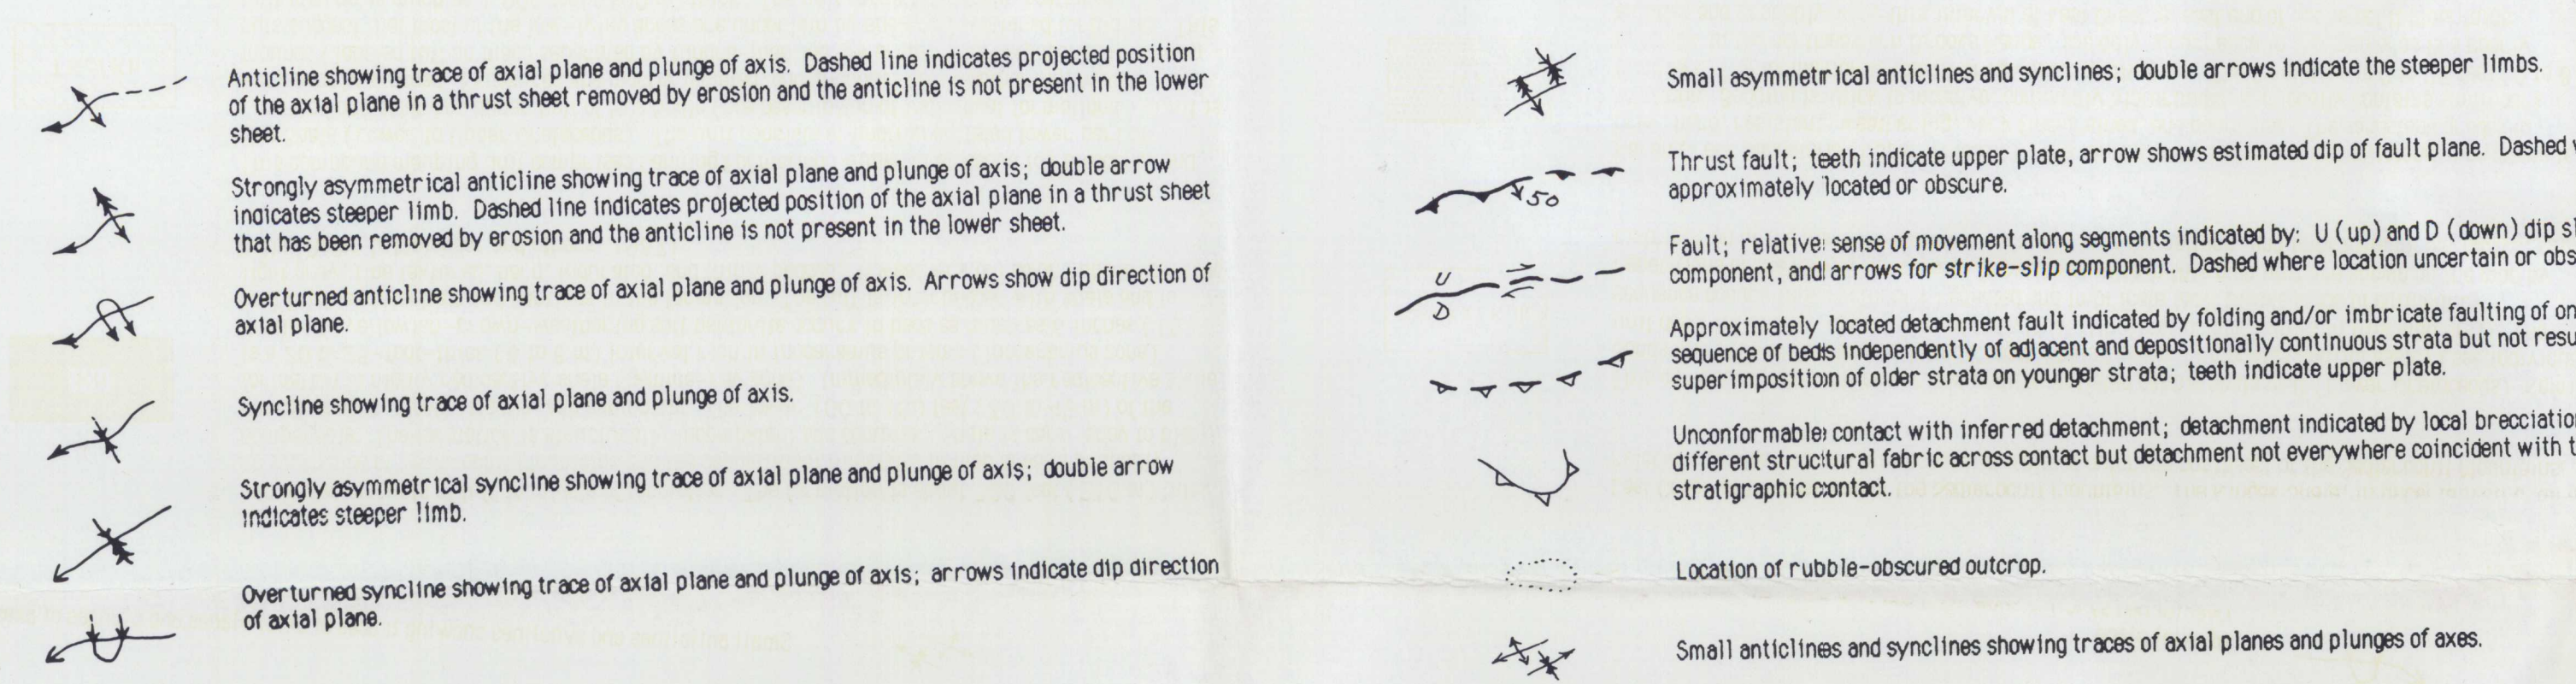 Anticline showing trace of axial plane and plunge of axis. Dashed line indicates projected position
of the axial plane in a thrust sheet removed by erosion and the anticline is not present in the lower
sheet.
Strongly asymmetrical anticline showing trace of axial plane and plunge of axis; double arrow
indicates steeper limb. Dashed line indicates projected position of the axial plane in a thrust sheet
that has been removed by erosion and the anticline is not present in the lower sheet.
Overturned anticline showing trace of axial plane and plunge of axis. Arrows show dip direction of
axial plane.
Syncline showing trace of axial plane and plunge of axis.
Strongly asymmetrical syncline showing trace of axial plane and plunge of axis; double arrow
indicates steeper limb.
Overturned syncline showing trace of axial plane and plunge of axis; arrows indicate dip direction
of axial plane.
Small asymmetrical anticlines and synclines; double arrows indicate the steeper limbs.
50
Thrust fault; teeth indicate upper plate, arrow shows estimated dip of fault plane. Dashed
approximately located or obscure.
U
D
Fault; relative sense of movement along segments indicated by: U (up) and D (down) dip
component, and arrows for strike-slip component. Dashed where location uncertain or
Approximately located detachment fault indicated by folding and/or imbricate faulting of
sequence of beds independently of adjacent and depositionally continuous strata but not
superimposition of older strata on younger strata; teeth indicate upper plate.
Unconformable contact with inferred detachment; detachment indicated by local
different structural fabric across contact but detachment not everywhere coincident with
stratigraphic contact.
Location of rubble-obscured outcrop.
Small anticlines and synclines showing traces of axial planes and plunges of axes.